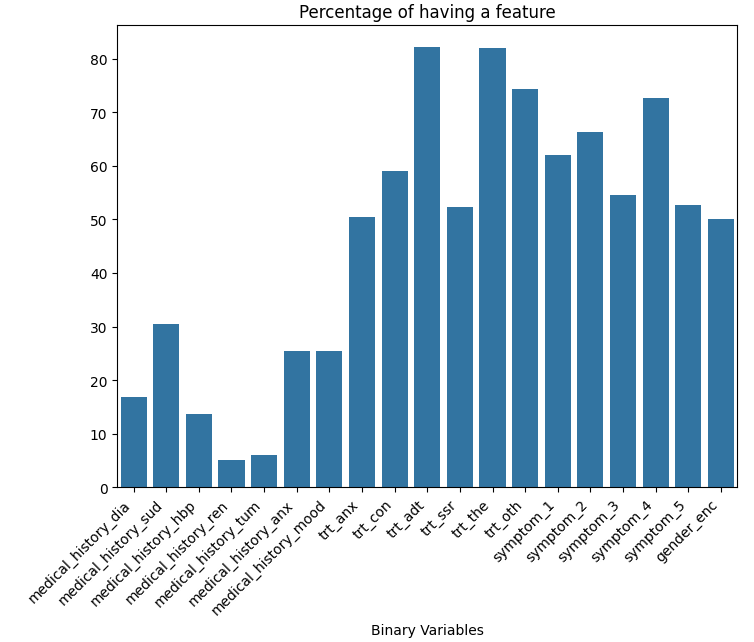 Percentage of having a feature
80
70
60
50
40
30
20
10
0
medical_history_dia
medical_history_sud
medical_history_hbp
medical_history_ren
medical_history_tum
medical_history_anx
medical_history_mood
trt_anx
trt_con
trt_adt
trt_ssr
trt_the
trt_oth
symptom_1
symptom_2
symptom_3
symptom_4
symptom_5
gender_enc
Binary Variables